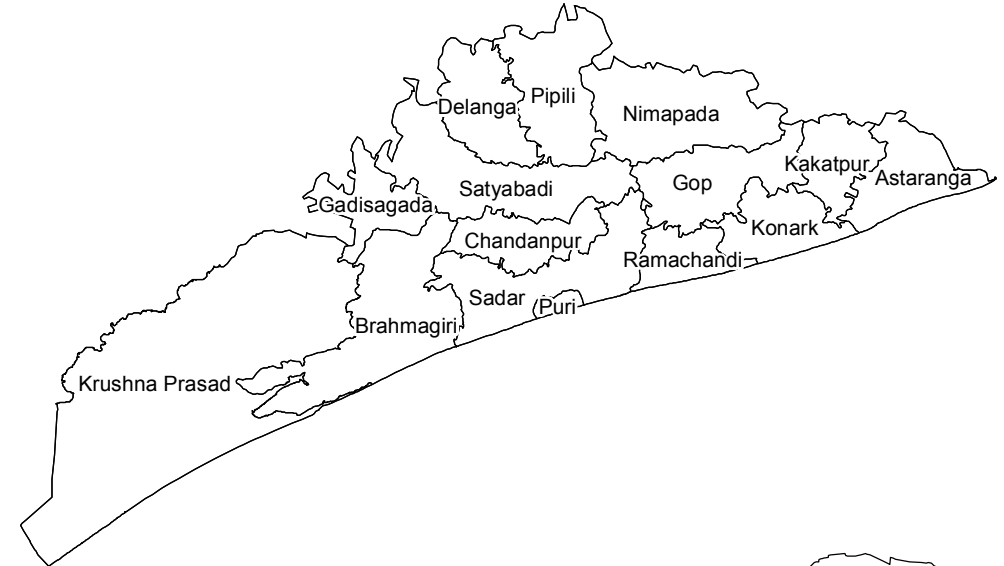 Pipili
Delanga
Nimapada
Kakatpur
Astaranga
Gop
Satyabadi
Gadisagada
Konark
Chandanpur
Ramachandi
Sadar
Puri
Brahmagiri
Krushna Prasad